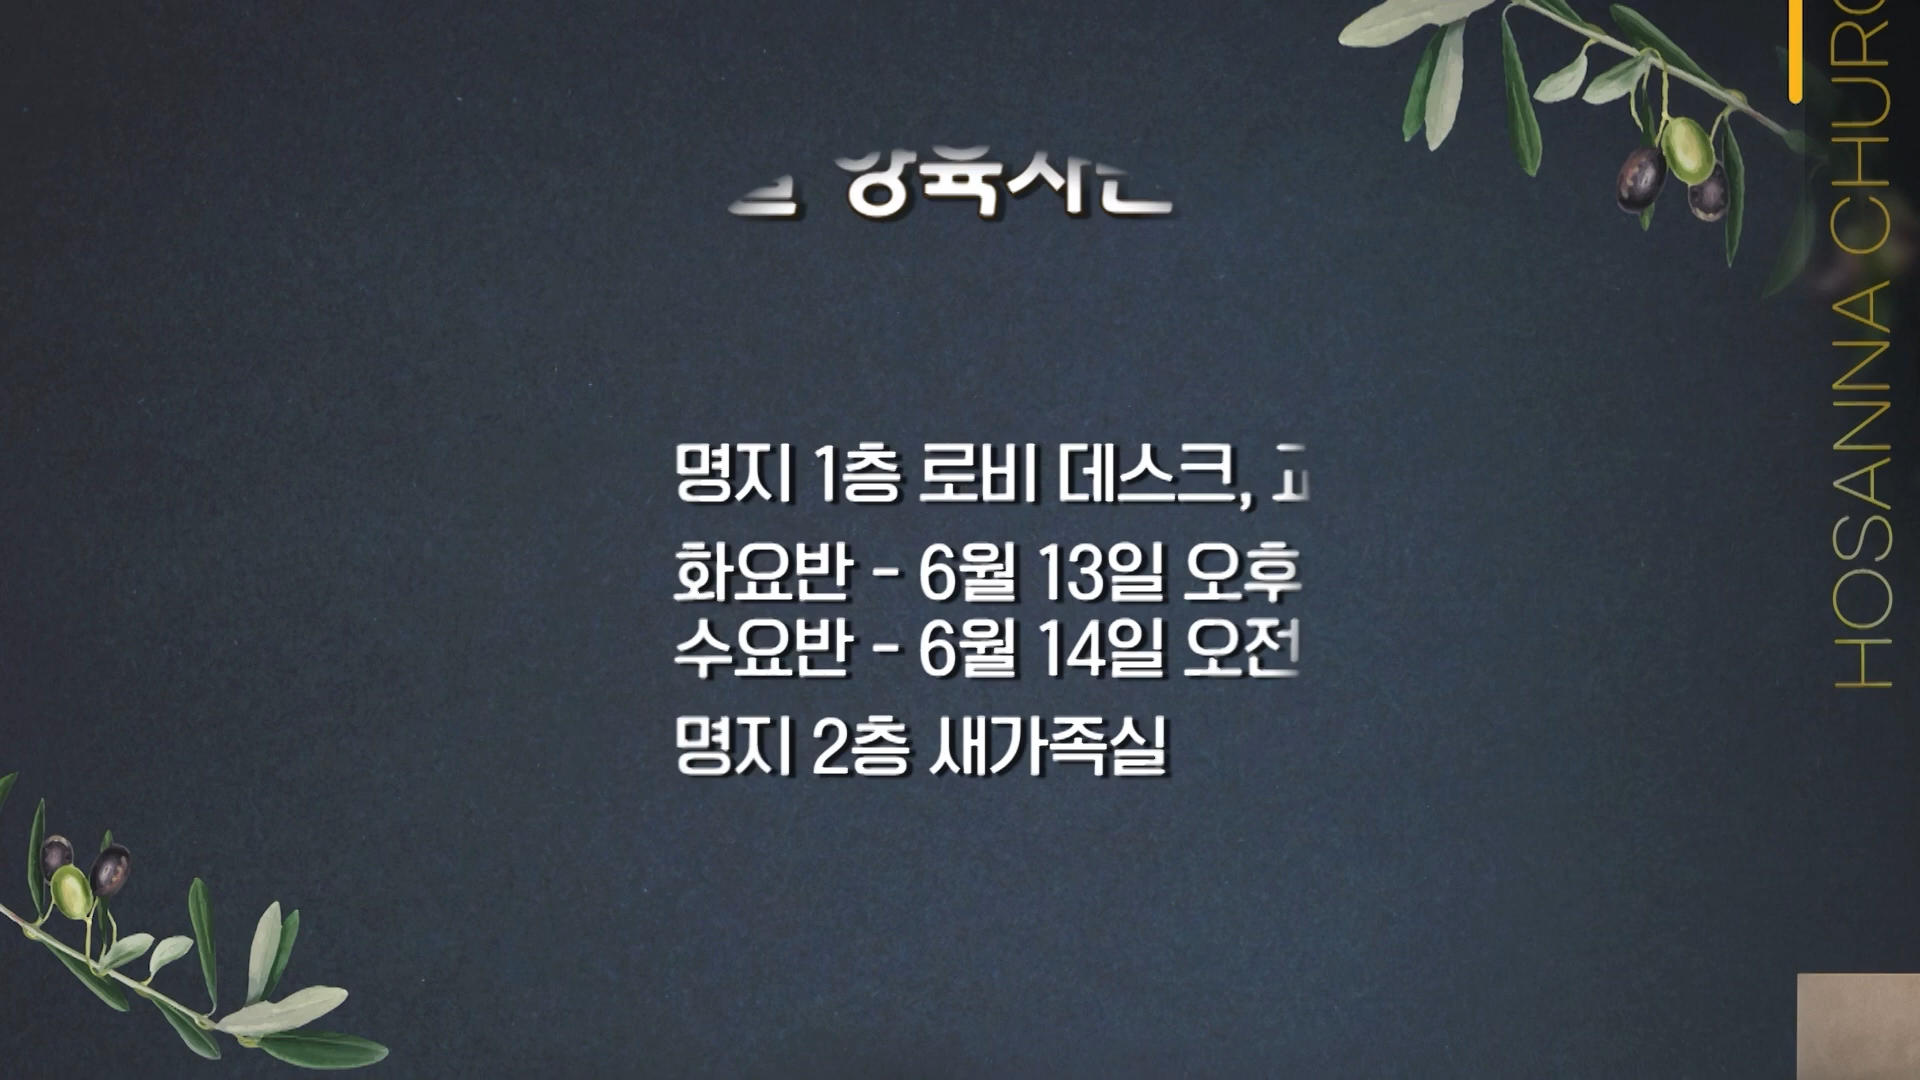 양육
명지 1층 로비 데스크,
화요반 - 6월 13일 오후
수요반 - 6월 14일 오전
명지 2층 새가족실
HOSANNA